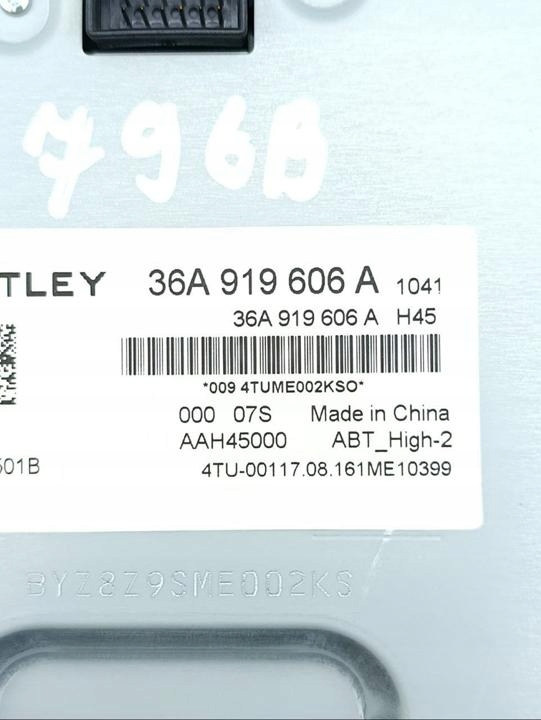 796B
TLEY 36A 919 606 A 1041
36A 919 606 A H45
*009 4TUME002KSO*
000 07S Made in China
AAH45000 ABT_High-2
501B 4TU-00117.08.161ME10399
BYZ8Z9SME002KS